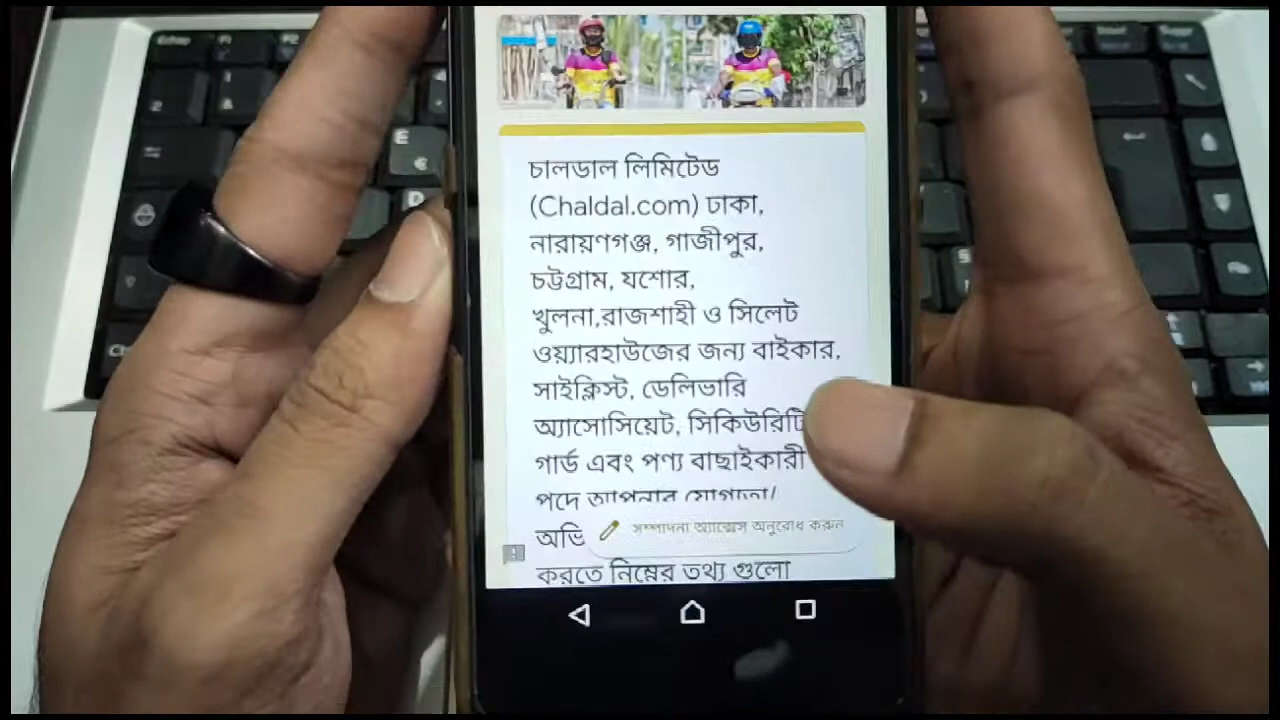 চালডাল লিমিটেড
(Chaldal.com) ঢাকা,
নারায়ণগঞ্জ, গাজীপুর,
চট্টগ্রাম, যশোর,
খুলনা,রাজশাহী ও সিলেট
ওয়্যারহাউজের জন্য বাইকার,
সাইক্লিস্ট, ডেলিভারি
অ্যাসোসিয়েট, সিকিউরিটি
গার্ড এবং পণ্য বাছাইকারী
পদে আপনার যোগ্যতা/
সম্পাদনা অ্যাক্সেস অনুরোধ করুন
অভি
করতে নিম্নের তথ্য গুলো